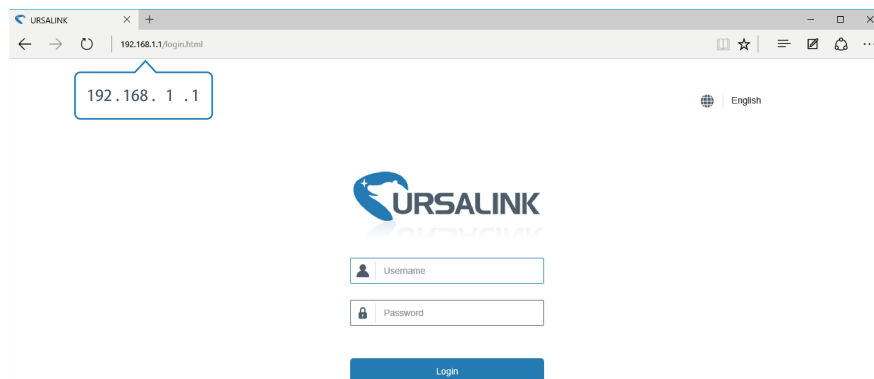 URSALINK
192.168.1.1/login.html
192.168. 1 .1
English
URSALINK
Username
Password
Login